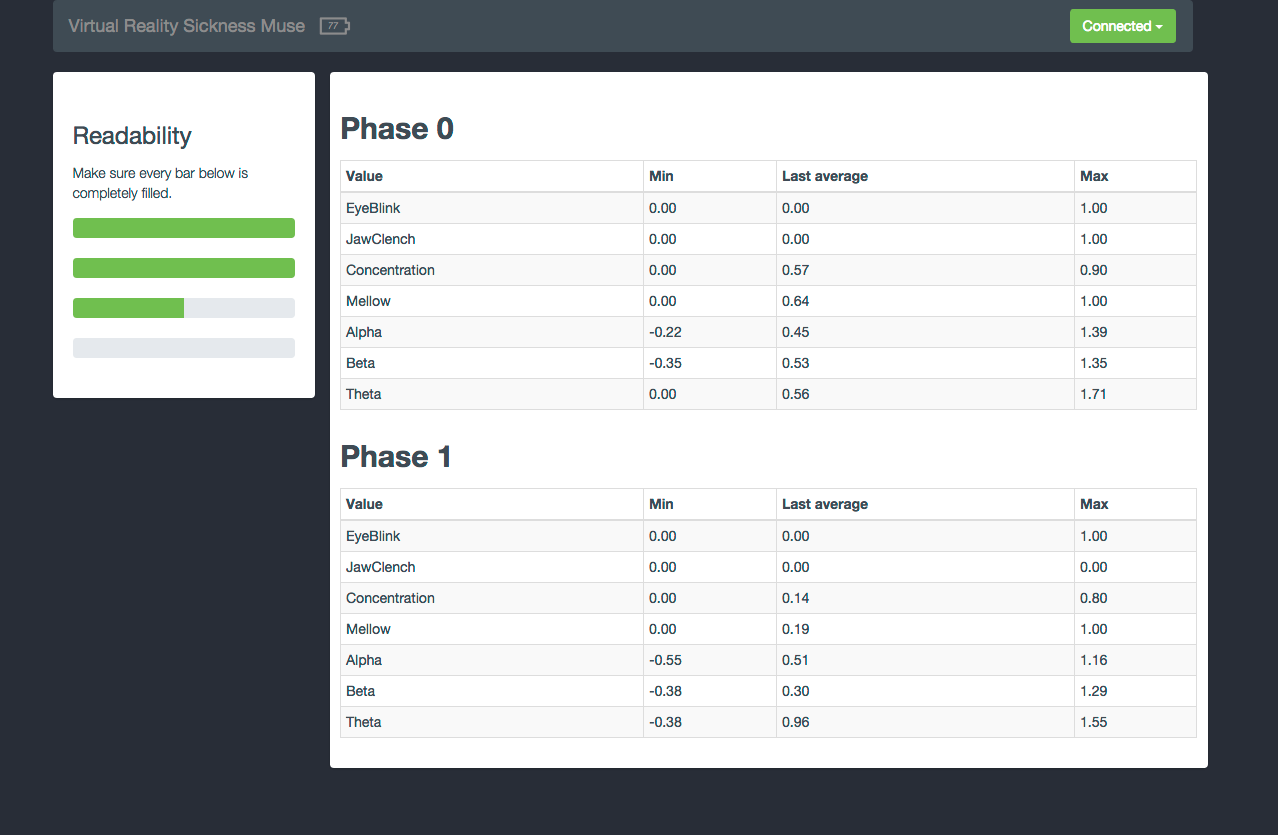 Virtual Reality Sickness Muse 77 Connected
Readability
Make sure every bar below is
completely filled.
Phase 0
Value Min Last average Max
EyeBlink 0.00 0.00 1.00
JawClench 0.00 0.00 1.00
Concentration 0.00 0.57 0.90
Mellow 0.00 0.64 1.00
Alpha -0.22 0.45 1.39
Beta -0.35 0.53 1.35
Theta 0.00 0.56 1.71
Phase 1
Value Min Last average Max
EyeBlink 0.00 0.00 1.00
JawClench 0.00 0.00 0.00
Concentration 0.00 0.14 0.80
Mellow 0.00 0.19 1.00
Alpha -0.55 0.51 1.16
Beta -0.38 0.30 1.29
Theta -0.38 0.96 1.55